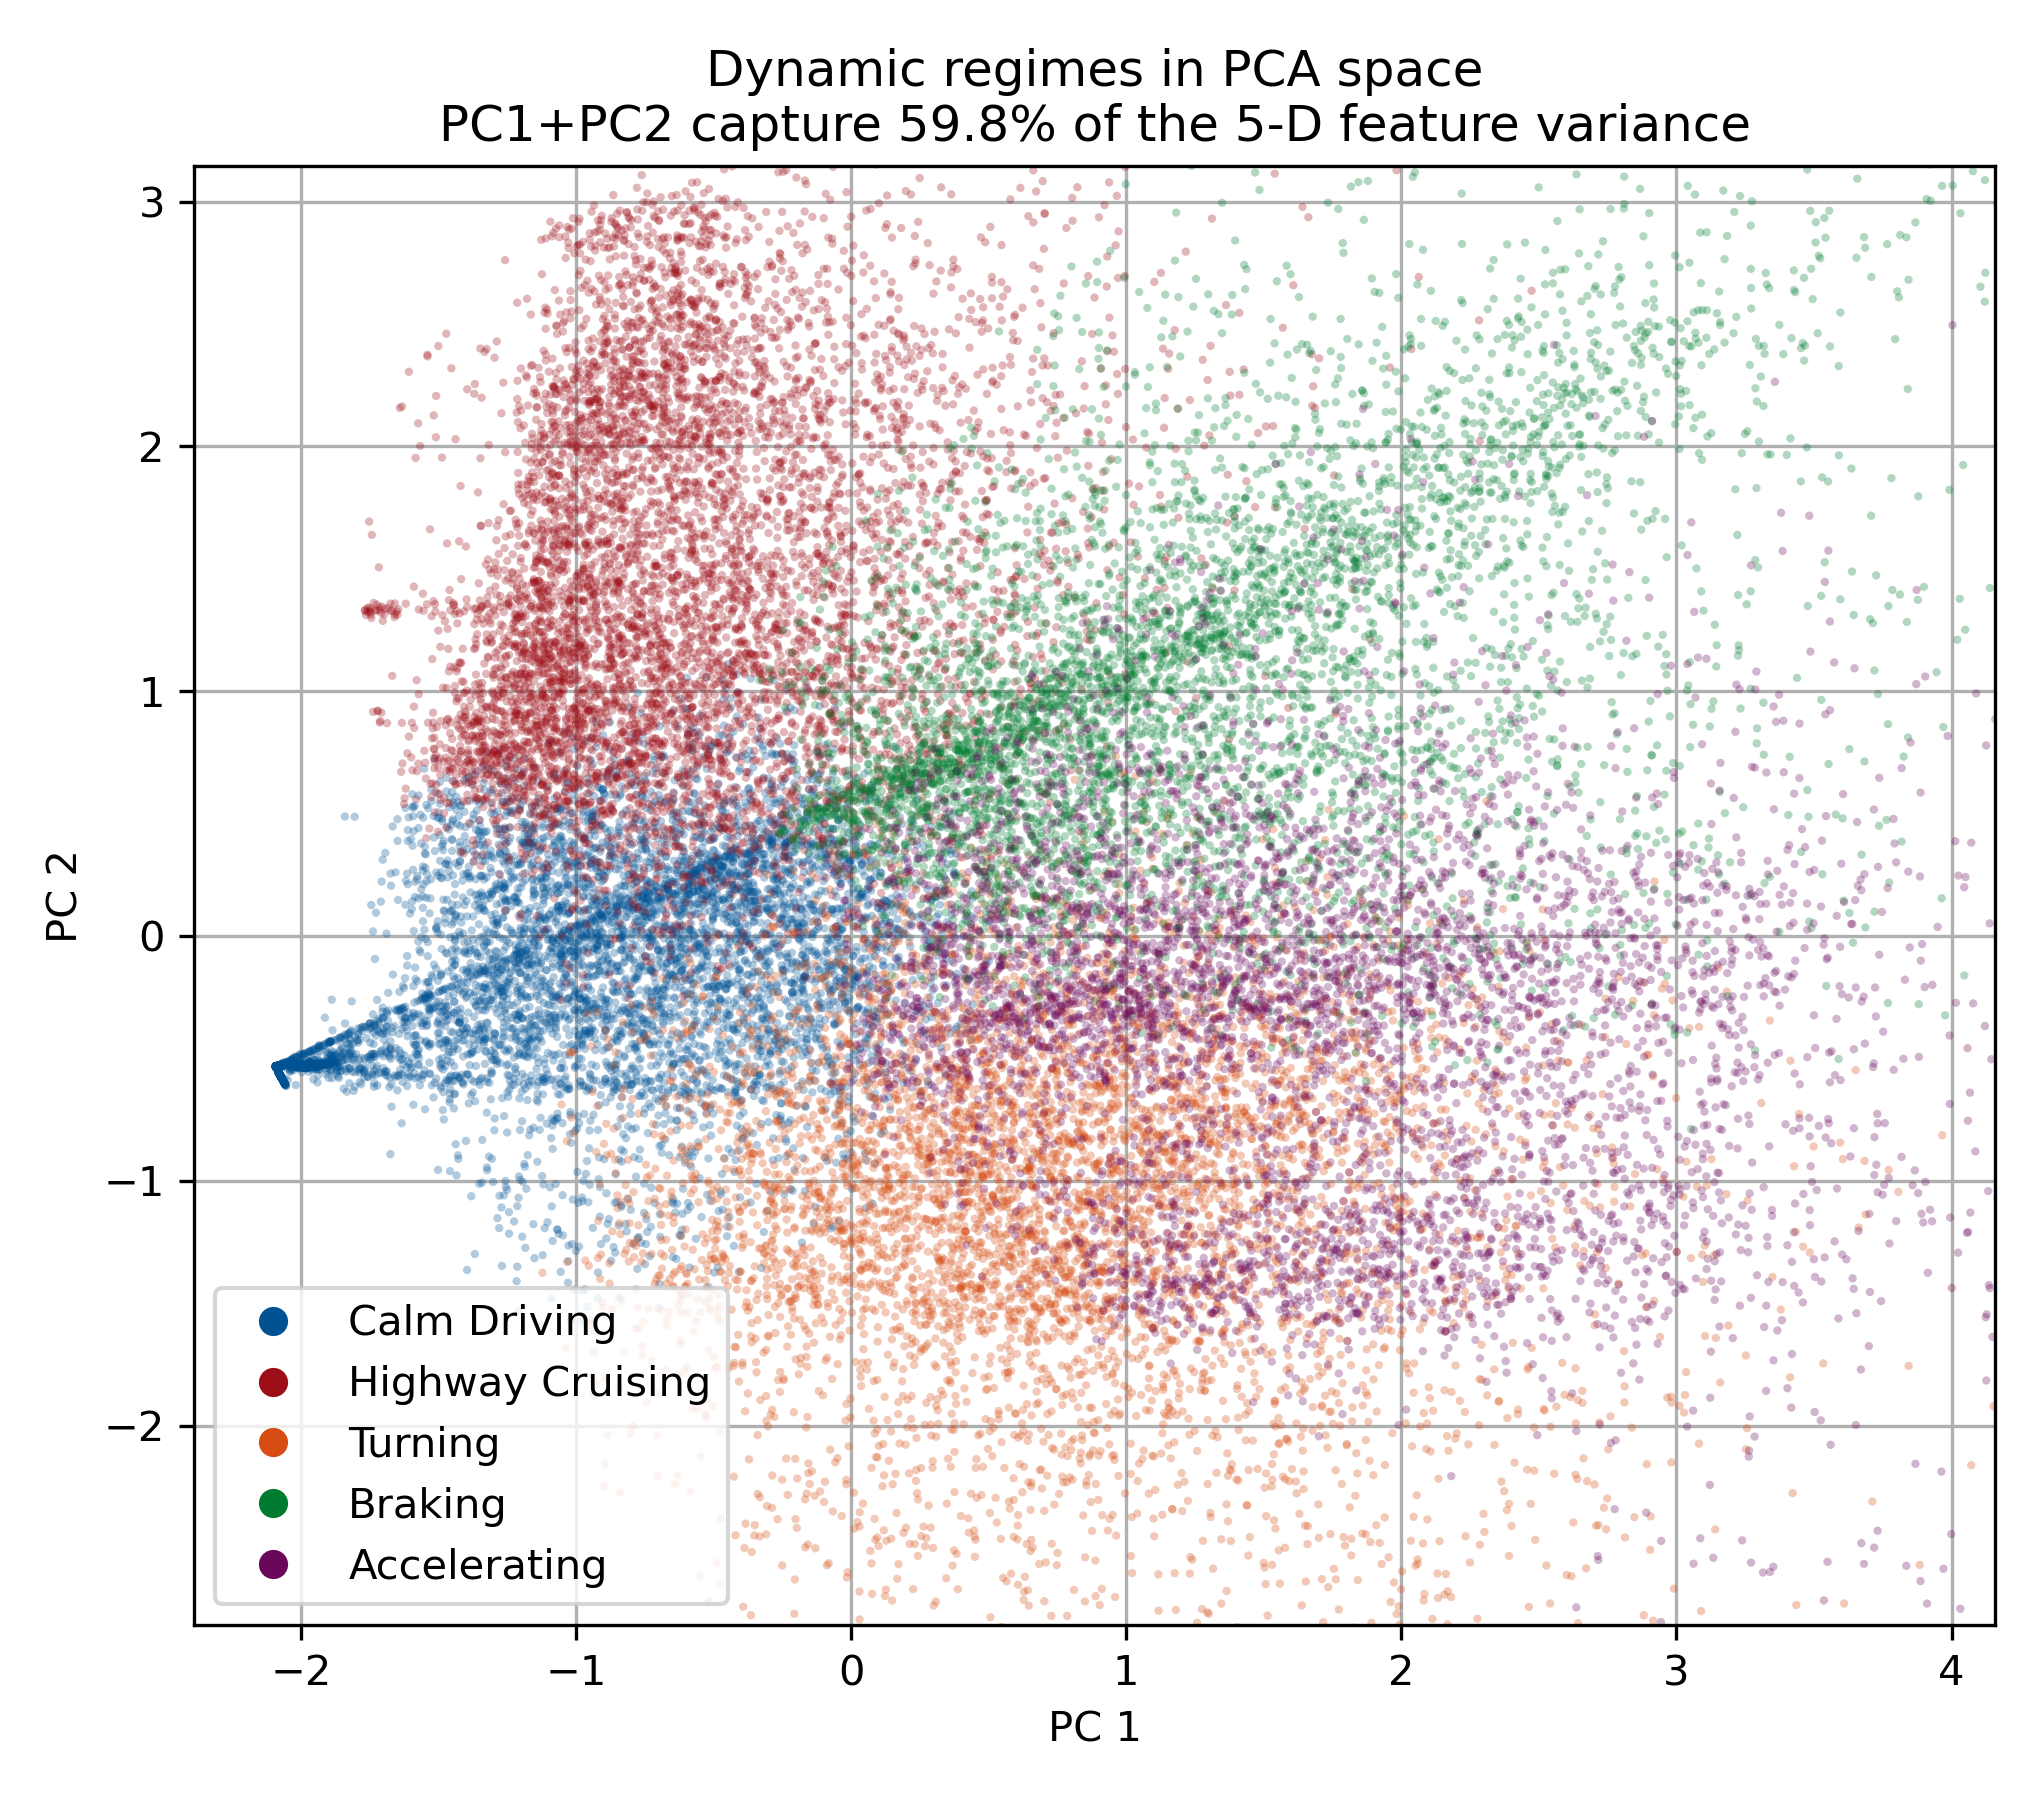 Dynamic regimes in PCA space
PC1+PC2 capture 59.8% of the 5-D feature variance
3
2
1
0
−1
−2
PC 2
Calm Driving
Highway Cruising
Turning
Braking
Accelerating
−2 −1 0 1 2 3 4
PC 1